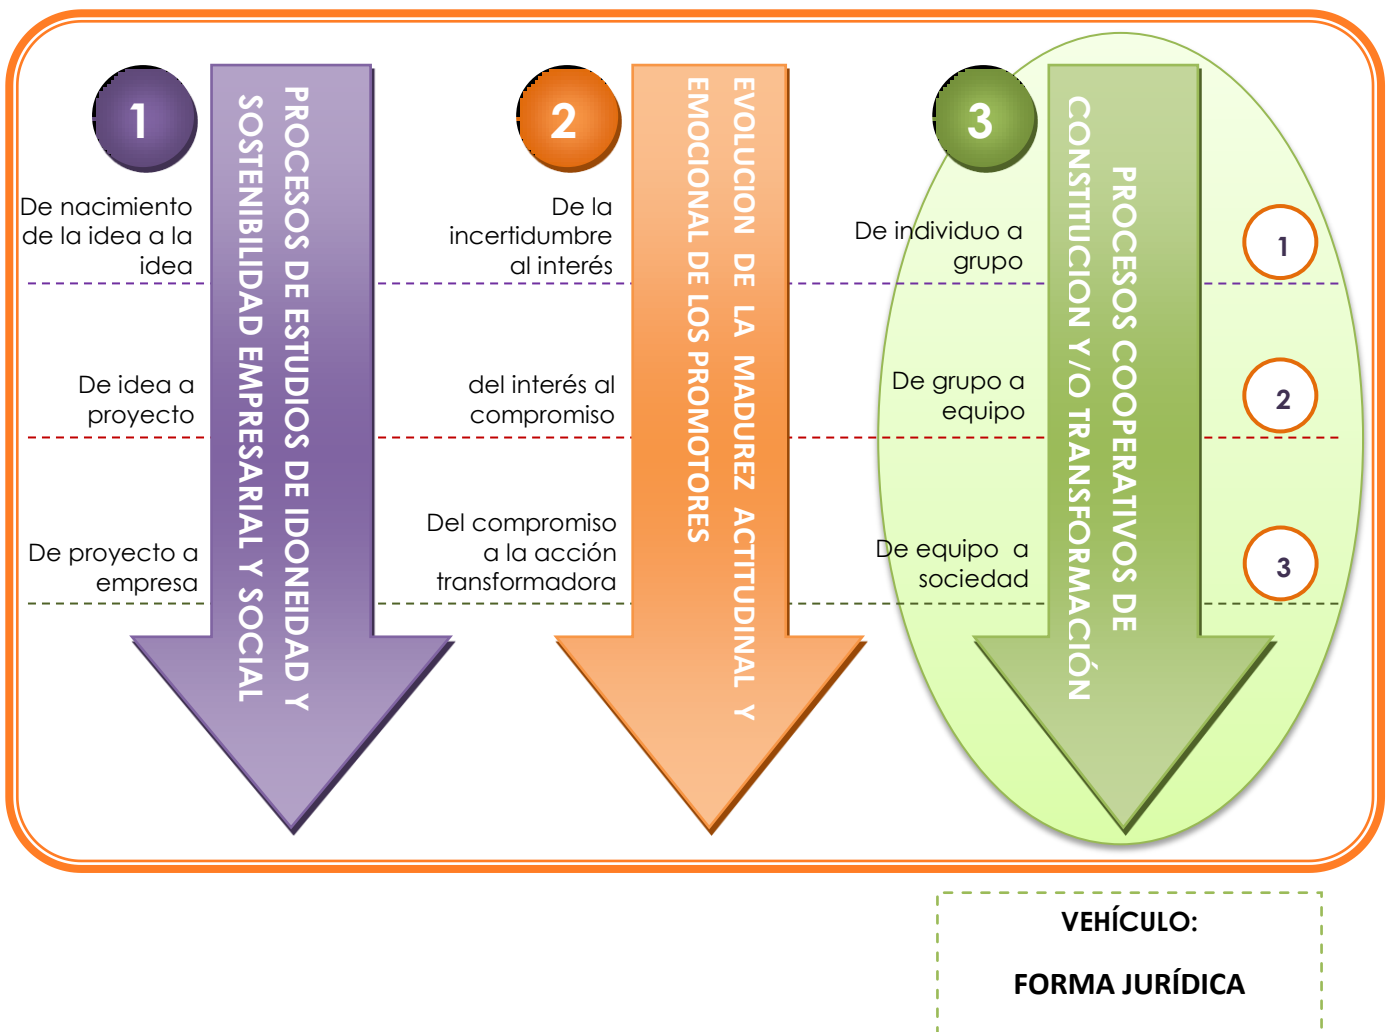 1
PROCESOS DE ESTUDIOS DE IDONEIDAD Y
SOSTENIBILIDAD EMPRESARIAL Y SOCIAL
De nacimiento
de la idea a la
idea
De idea a
proyecto
De proyecto a
empresa
2
EVOLUCION DE LA MADUREZ ACTITUDINAL Y
EMOCIONAL DE LOS PROMOTORES
De la
incertidumbre
al interés
del interés al
compromiso
Del compromiso
a la acción
transformadora
3
PROCESOS COOPERATIVOS DE
CONSTITUCION Y/O TRANSFORMACIÓN
De individuo a
grupo
De grupo a
equipo
De equipo a
sociedad
1
2
3
VEHÍCULO:
FORMA JURÍDICA